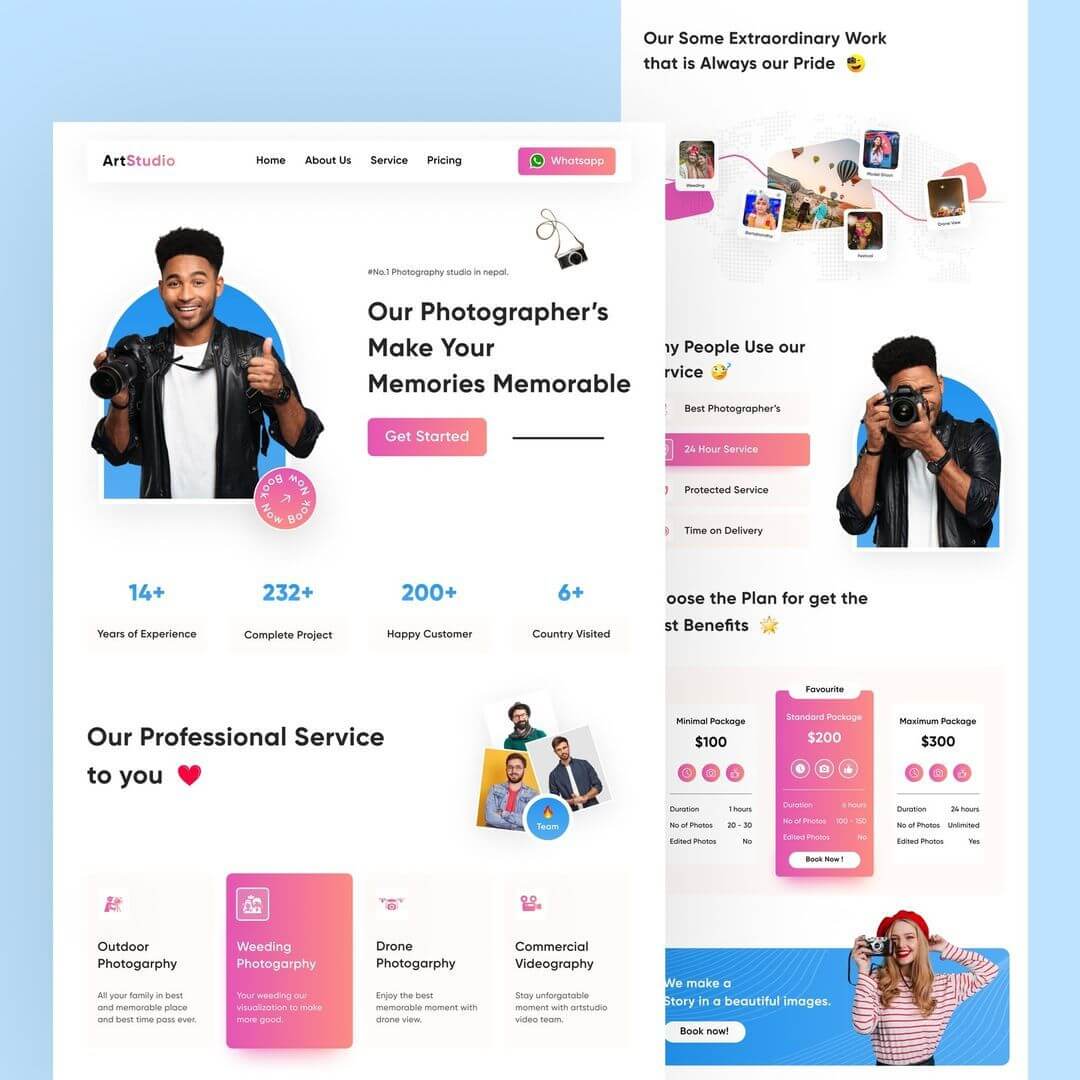 ArtStudio
Home About Us Service Pricing
Whatsapp
#No.1 Photography studio in nepal.
Our Photographer's
Make Your
Memories Memorable
Get Started
Book Now Book Now
14+ 232+ 200+ 6+
Years of Experience Complete Project Happy Customer Country Visited
Our Professional Service
to you ❤️
Team
Outdoor
Photogarphy
All your family in best
and memorable place
and best time pass ever.
Weeding
Photogarphy
Your weeding our
visualization to make
more good.
Drone
Potogarphy
Enjoy the best
memorable moment with
drone view.
Commercial
Videography
Stay unforgatable
moment with artstudio
video team.
Our Some Extraordinary Work
that is Always our Pride
Weeding
Model Shoot
Festival
Drone View
hy People Use our
rvice
Best Photographer's
24 Hour Service
Protected Service
Time on Delivery
oose the Plan for get the
st Benefits
Minimal Package
$100
Duration 1 hours
No of Photos 20 - 30
Edited Photos No
Favourite
Standard Package
$200
Duration 6 hours
No of Photos 100 - 150
Edited Photos No
Book Now !
Maximum Package
$300
Duration 24 hours
No of Photos Unlimited
Edited Photos Yes
We make a
Story in a beautiful images.
Book now!